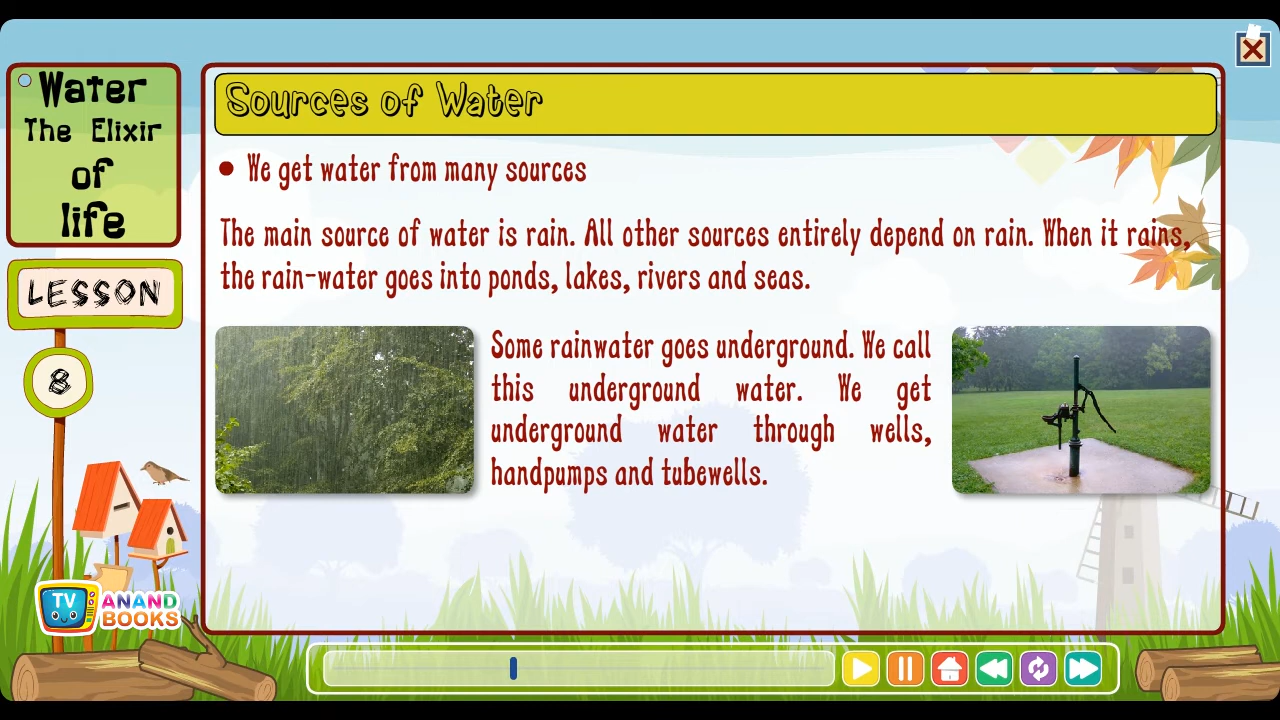 Water
The Elixir
of
life
LESSON
8
Sources of Water
We get water from many sources
The main source of water is rain. All other sources entirely depend on rain. When it rains,
the rain-water goes into ponds, lakes, rivers and seas.
Some rainwater goes underground. We call
this underground water. We get
underground water through wells,
handpumps and tubewells.
TV
ANAND
BOOKS